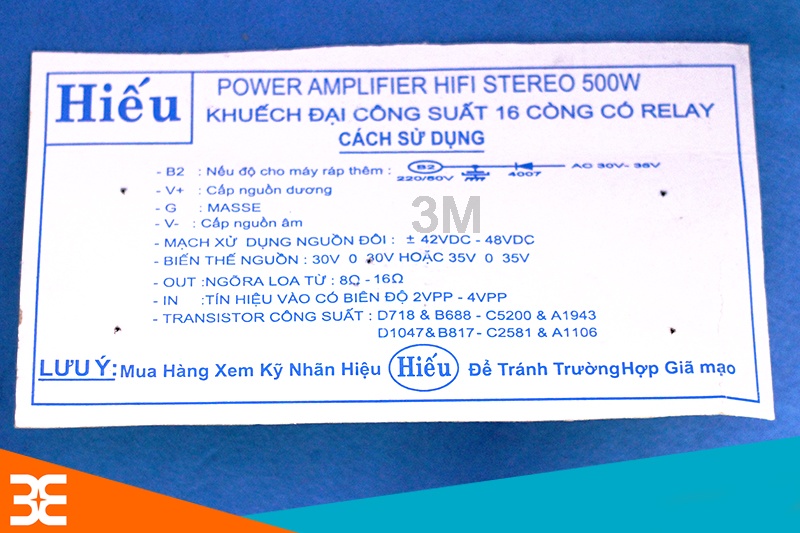 Hiếu
POWER AMPLIFIER HIFI STEREO 500W
KHUẾCH ĐẠI CÔNG SUẤT 16 CÒNG CÓ RELAY
CÁCH SỬ DỤNG
- B2 : Nếu độ cho máy ráp thêm : B2 220/50V 4007 AC 30V- 35V
- V+ : Cấp nguồn dương
- G : MASSE
- V- : Cấp nguồn âm
3M
- MẠCH XỬ DỤNG NGUỒN ĐÔI : ± 42VDC - 48VDC
- BIẾN THẾ NGUỒN : 30V 0 30V HOẶC 35V 0 35V
- OUT :NGÕRA LOA TỪ : 8Ω - 16Ω
- IN :TÍN HIỆU VÀO CÓ BIÊN ĐỘ 2VPP - 4VPP
- TRANSISTOR CÔNG SUẤT : D718 & B688 - C5200 & A1943
D1047&B817- C2581 & A1106
LƯU Ý: Mua Hàng Xem Kỹ Nhãn Hiệu Hiếu Để Tránh TrườngHợp Giã mạo